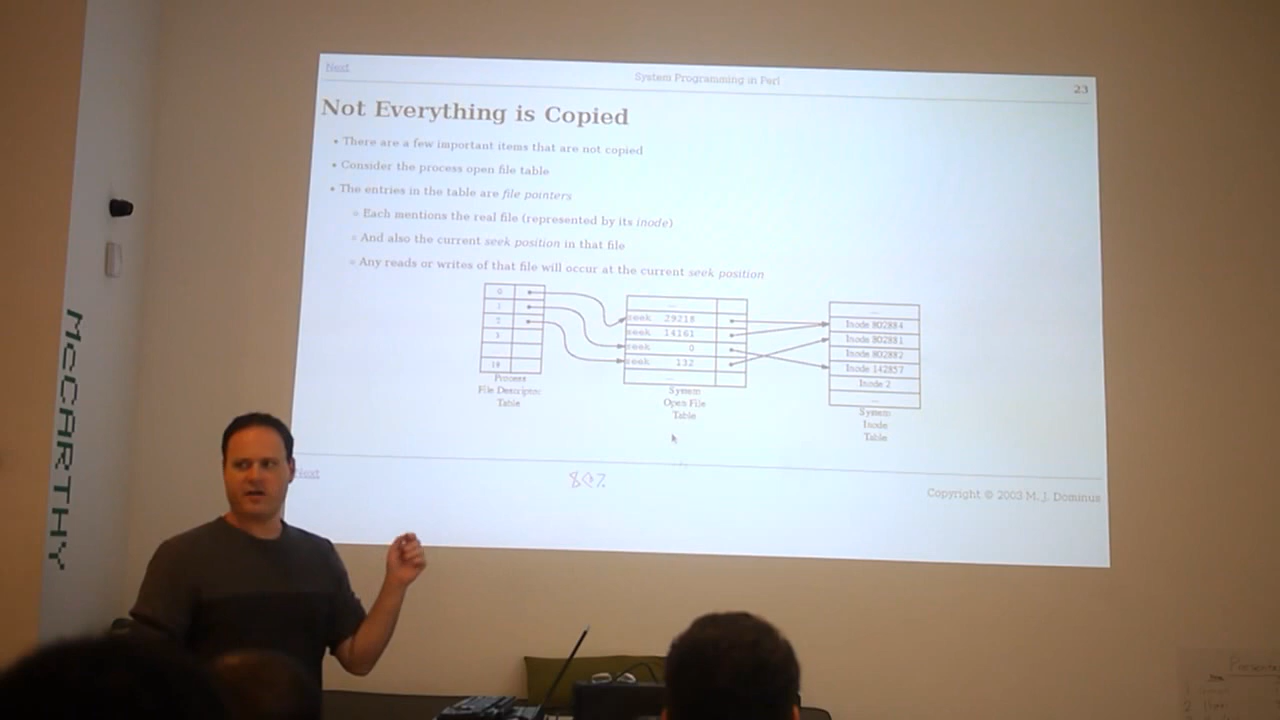 Next
System Programming in Perl
23
Not Everything is Copied
• There are a few important items that are not copied
• Consider the process open file table
• The entries in the table are file pointers
Each mentions the real file (represented by its inode)
And also the current seek position in that file
Any reads or writes of that file will occur at the current seek position
0
1
2
3
19
Process
File Descriptor
Table
...
seek 29218
seek 14161
seek 0
seek 132
...
System
Open File
Table
...
Inode 802884
Inode 802881
Inode 802882
Inode 142857
Inode 2
...
System
Inode
Table
Next
Copyright © 2003 M. J. Dominus
MCCARTHY
1
2